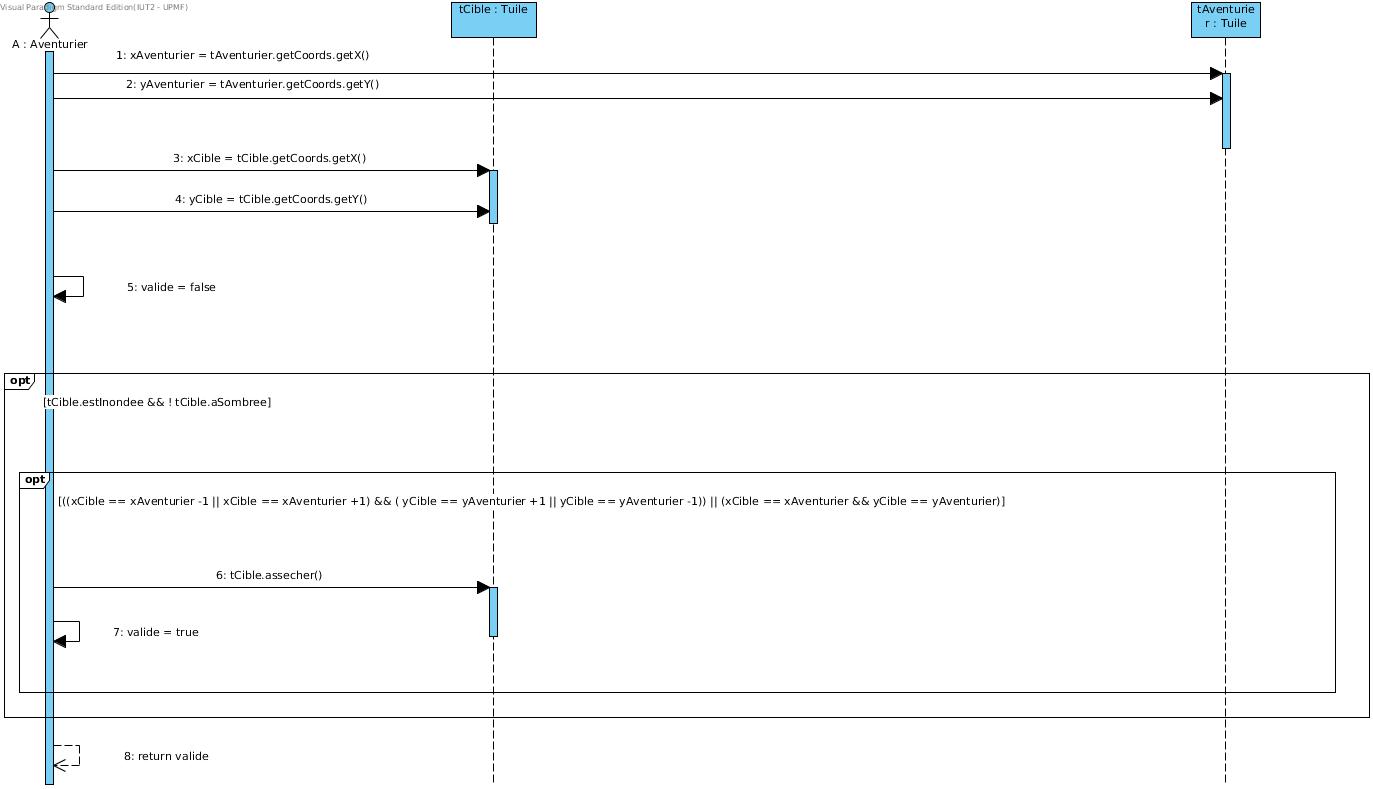 Visual Paradigm Standard Edition(IUT2 - UPMF)
A : Aventurier
tCible : Tuile
tAventurie
r : Tuile
1: xAventurier = tAventurier.getCoords.getX()
2: yAventurier = tAventurier.getCoords.getY()
3: xCible = tCible.getCoords.getX()
4: yCible = tCible.getCoords.getY()
5: valide = false
opt
[tCible.estInondee && ! tCible.aSombree]
opt
[((xCible == xAventurier -1 || xCible == xAventurier +1) && ( yCible == yAventurier +1 || yCible == yAventurier -1)) || (xCible == xAventurier && yCible == yAventurier)]
6: tCible.assecher()
7: valide = true
8: return valide